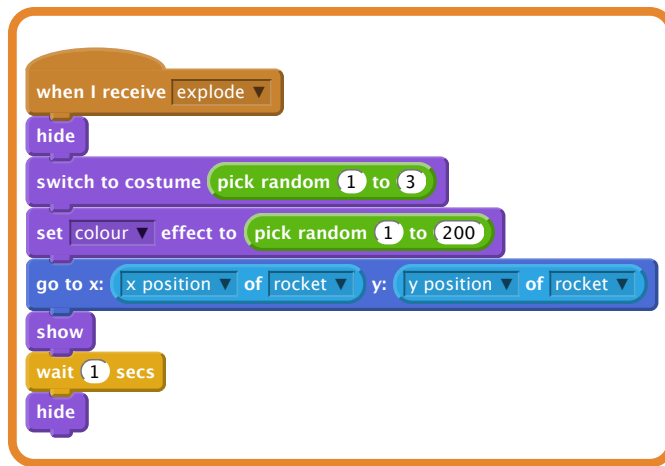 when I receive explode
hide
switch to costume pick random 1 to 3
set colour effect to pick random 1 to 200
go to x: x position of rocket y: y position of rocket
show
wait 1 secs
hide